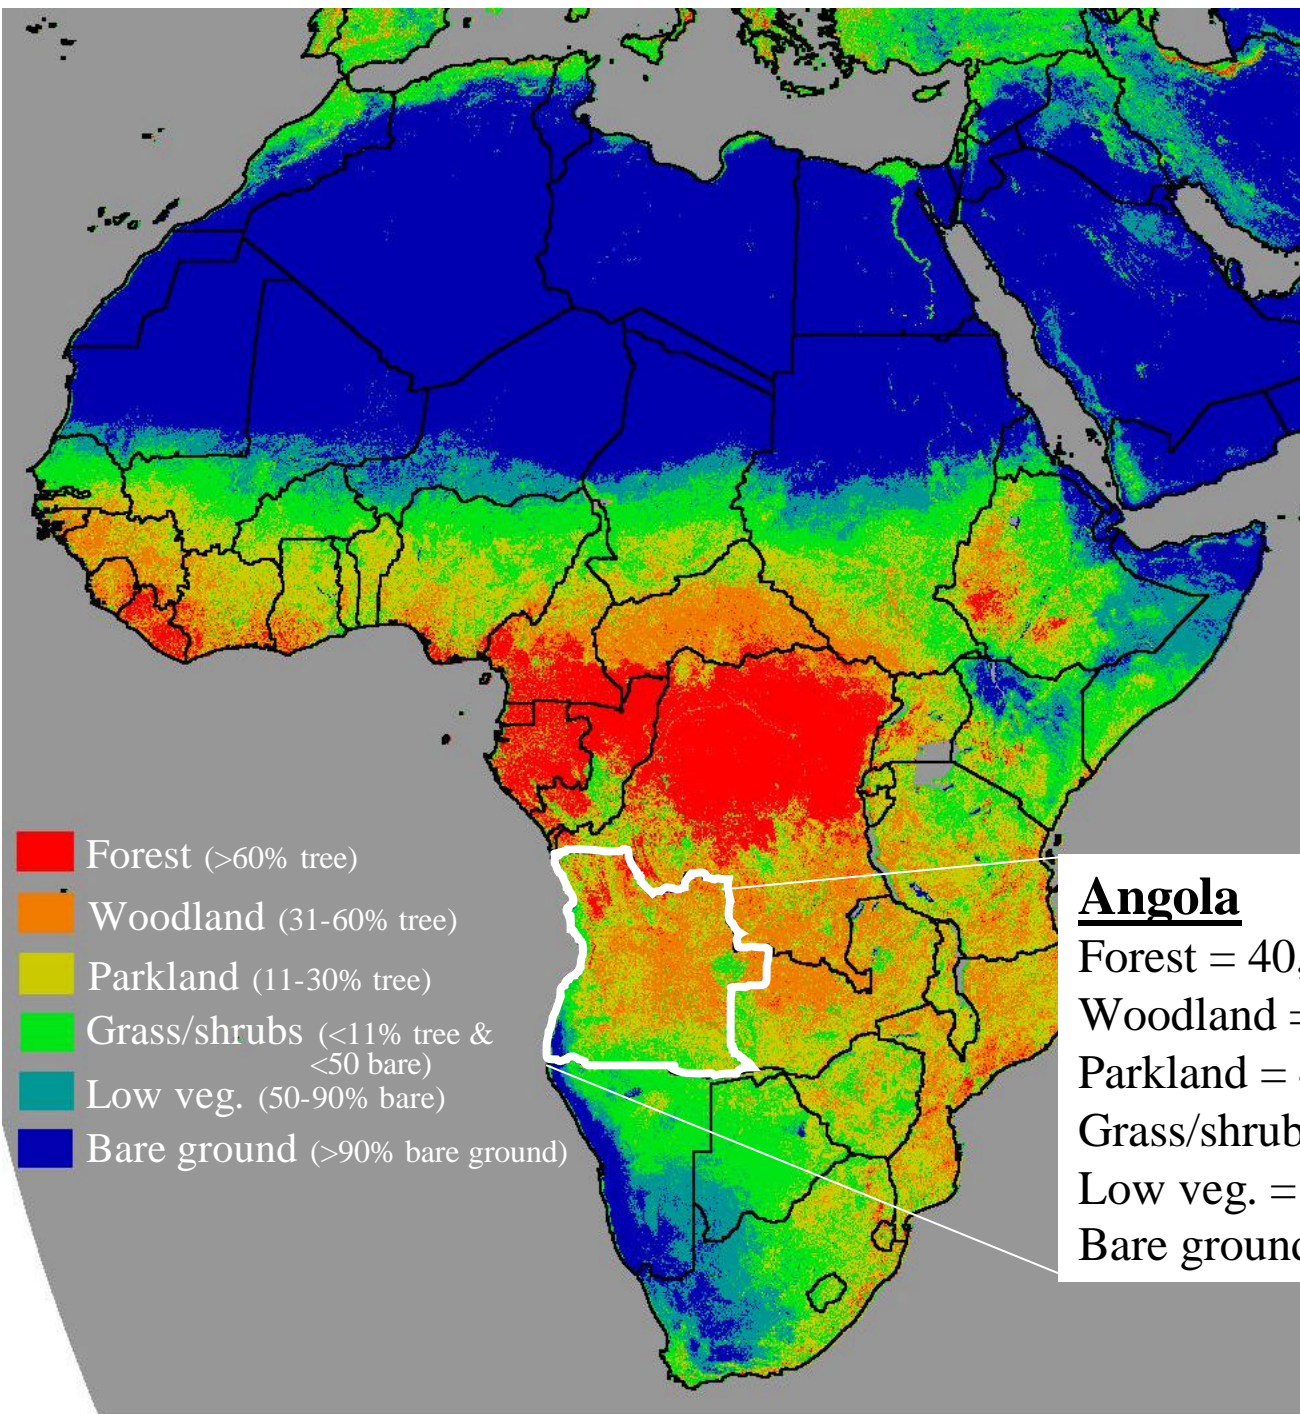 Forest (>60% tree)
Woodland (31-60% tree)
Parkland (11-30% tree)
Grass/shrubs (<11% tree &
<50 bare)
Low veg. (50-90% bare)
Bare ground (>90% bare ground)
Angola
Forest = 40,
Woodland =
Parkland =
Grass/shrub
Low veg. =
Bare ground